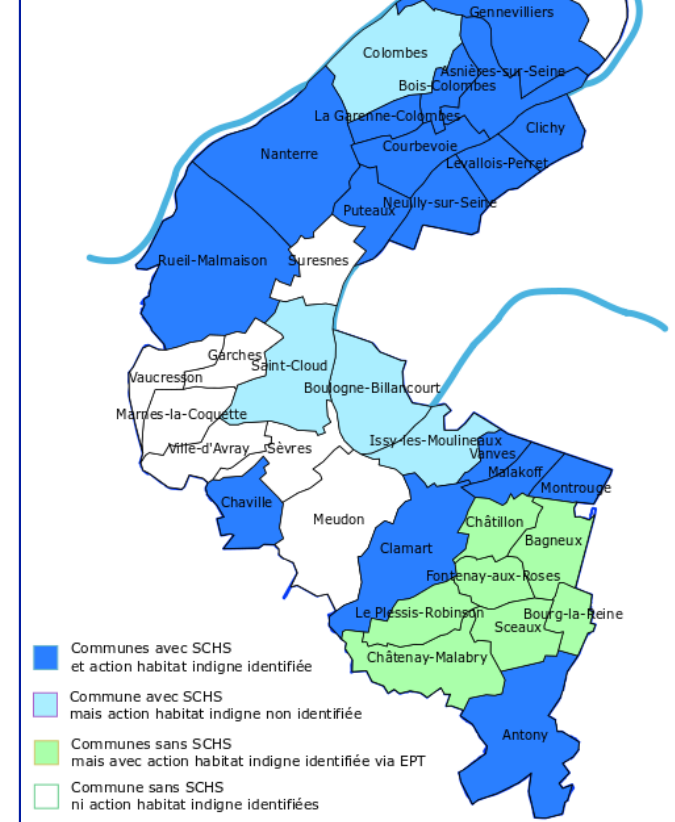 Gennevilliers
Colombes
Asnières-sur-Seine
Bois-Colombes
La Garenne-Colombes
Clichy
Courbevoie
Nanterre
Levallois-Perret
Neuilly-sur-Seine
Puteaux
Rueil-Malmaison
Suresnes
Garches
Saint-Cloud
Vaucresson
Boulogne-Billancourt
Marnes-la-Coquette
Issy-les-Moulineaux
Ville-d'Avray
Sèvres
Vanves
Malakoff
Montrouge
Chaville
Meudon
Châtillon
Bagneux
Clamart
Fontenay-aux-Roses
Le Plessis-Robinson
Bourg-la-Reine
Sceaux
Châtenay-Malabry
Antony
Communes avec SCHS
et action habitat indigne identifiée
Commune avec SCHS
mais action habitat indigne non identifiée
Communes sans SCHS
mais avec action habitat indigne identifiée via EPT
Commune sans SCHS
ni action habitat indigne identifiées